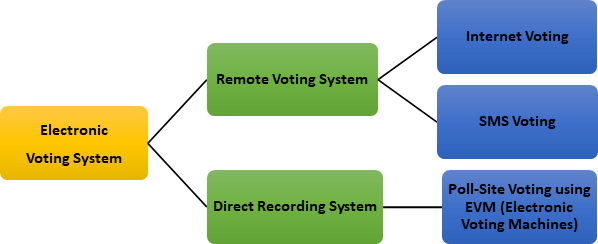 Electronic
Voting System
Remote Voting System
Internet Voting
SMS Voting
Direct Recording System
Poll-Site Voting using
EVM (Electronic
Voting Machines)